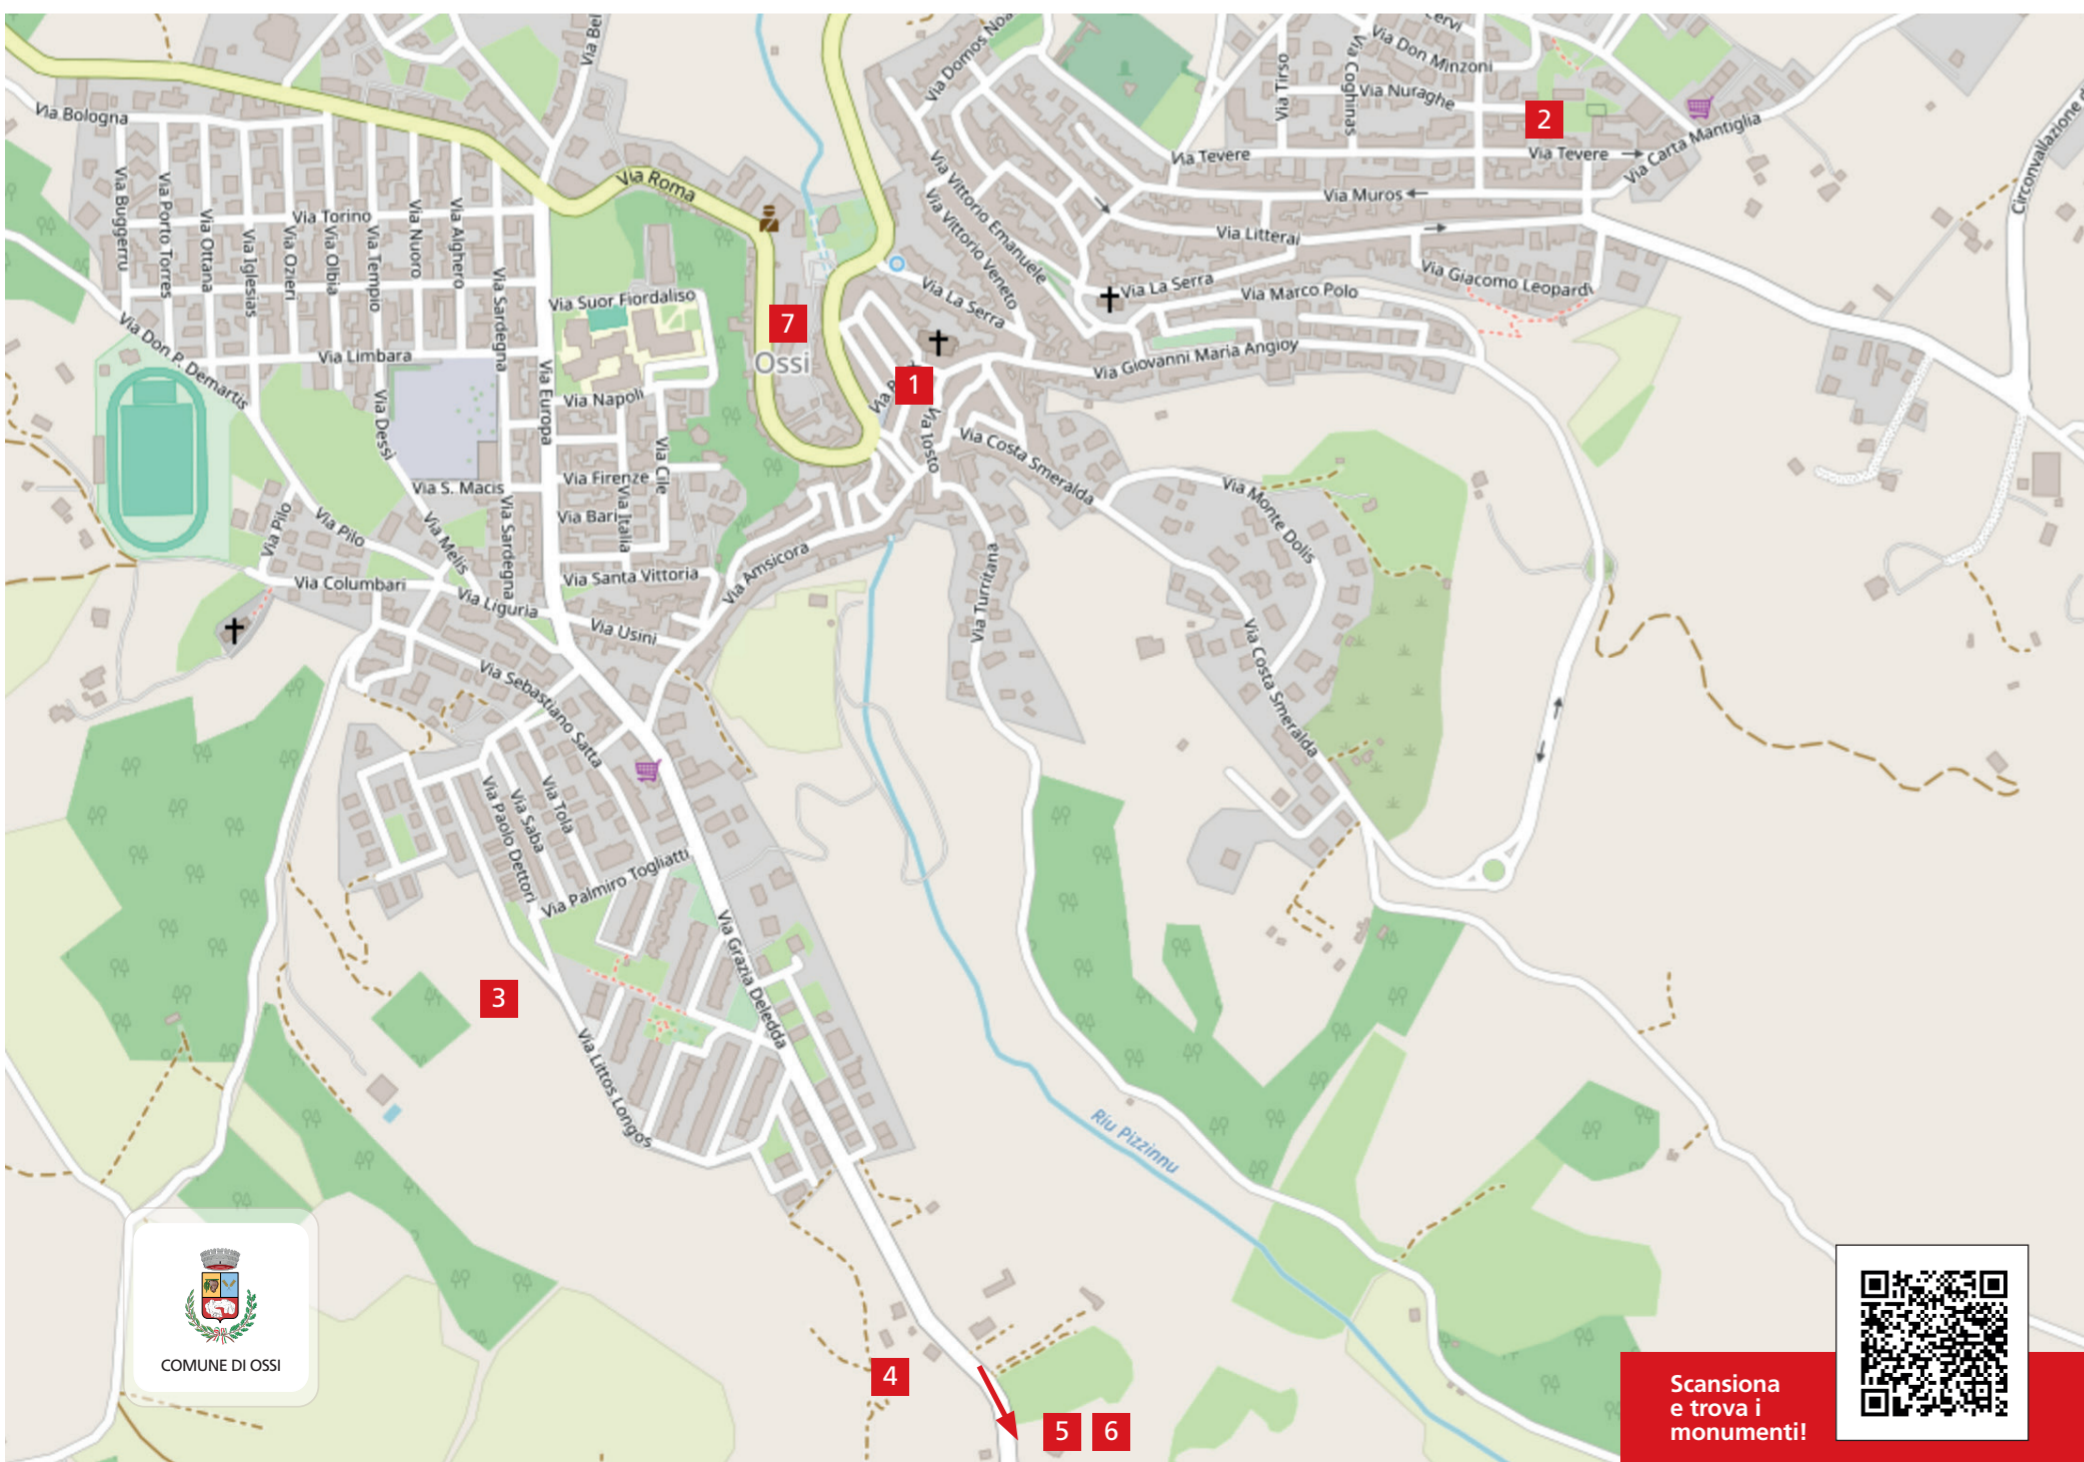 Via Domos
Via Bologna
Via Don Minzoni
Via Tirso
Via Coghinas
Via Nuraghe
2
Via Carta Mantiglia
Via Tevere
Via Tevere
Circonvallazione
Via Roma
Via Muros
Via Buggerru
Via Porto Torres
Via Ottana
Via Iglesias
Via Torino
Via Ozieri
Via Olbia
Via Tempio
Via Nuoro
Via Alghero
Via Sardegna
Via Vittorio Emanuele
Via Vittorio Veneto
Via Litterai
Via La Serra
Via La Serra
Via Marco Polo
Via Giacomo Leopardi
Via Suor Fiordaliso
7
Ossi
Via Don P. Demartis
Via Limbara
Via Europa
Via Giovanni Maria Angioy
1
Via Napoli
Via Dessi
Via Iosto
Via Costa Smeralda
Via Firenze
Via Cile
Via S. Macis
Via Bari
Via Italia
Via Monte Dolis
Via Pilo
Via Pilo
Via Melis
Via Sardegna
Via Santa Vittoria
Via Amsicora
Via Turritana
Via Columbari
Via Liguria
Via Usini
Via Costa Smeralda
Via Sebastiano Satta
Via Paolo Dettori
Via Saba
Via Tola
Via Palmiro Togliatti
Via Grazia Deledda
3
Via Littos Longos
Riu Pizzinnu
COMUNE DI OSSI
4
5 6
Scansiona
e trova i
monumenti!